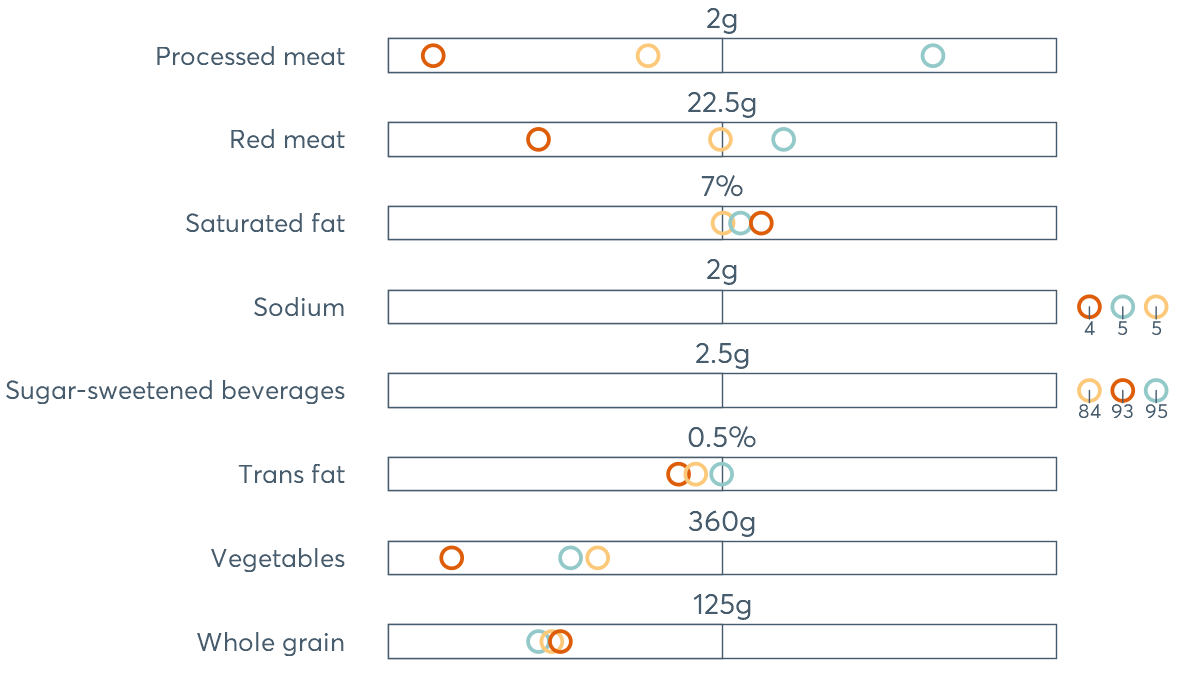 2g
Processed meat
22.5g
Red meat
7%
Saturated fat
2g
Sodium
4 5 5
2.5g
Sugar-sweetened beverages
84 93 95
0.5%
Trans fat
360g
Vegetables
125g
Whole grain